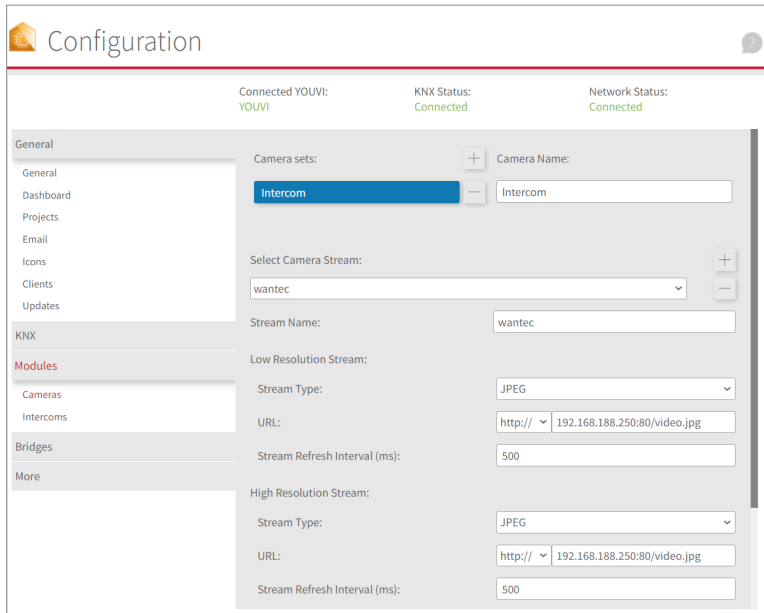 Configuration
?
Connected YOUVI: KNX Status: Network Status:
YOUVI Connected Connected
General
General
Dashboard
Projects
Email
Icons
Clients
Updates
KNX
Modules
Cameras
Intercoms
Bridges
More
Camera sets: + Camera Name:
Intercom − Intercom
Select Camera Stream: +
wantec −
Stream Name: wantec
Low Resolution Stream:
Stream Type: JPEG
URL: http:// 192.168.188.250:80/video.jpg
Stream Refresh Interval (ms): 500
High Resolution Stream:
Stream Type: JPEG
URL: http:// 192.168.188.250:80/video.jpg
Stream Refresh Interval (ms): 500